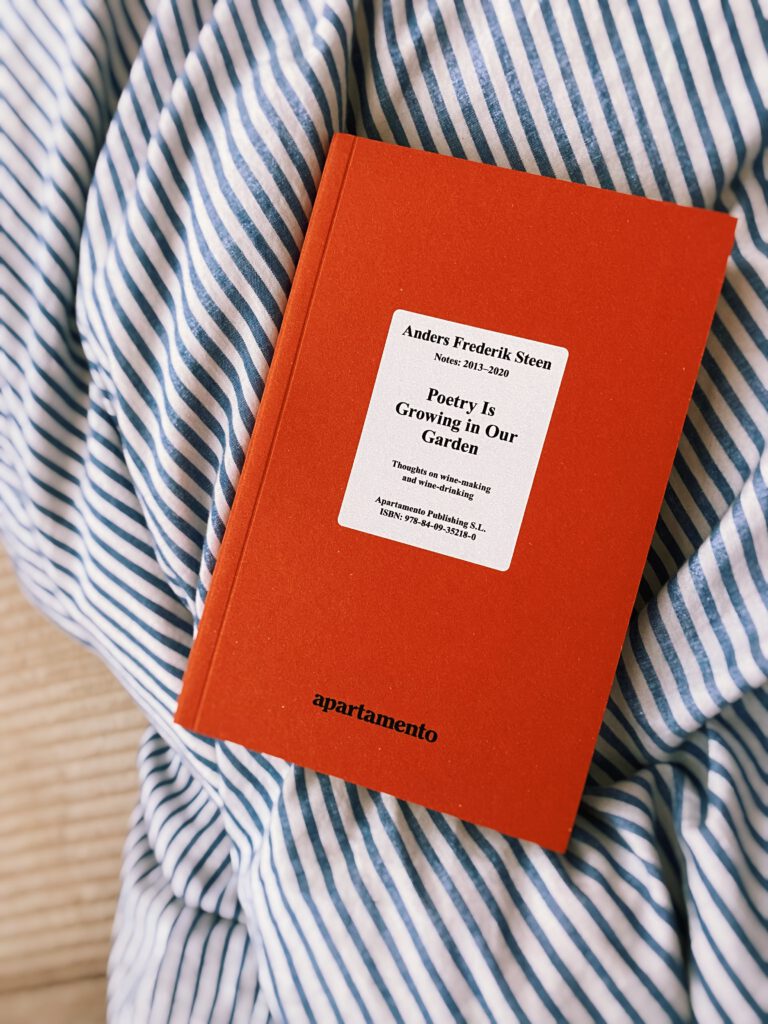 Anders Frederik Steen
Notes: 2013–2020
Poetry Is
Growing in Our
Garden
Thoughts on wine-making
and wine-drinking
Apartamento Publishing S.L.
ISBN: 978-84-09-35218-0
apartamento